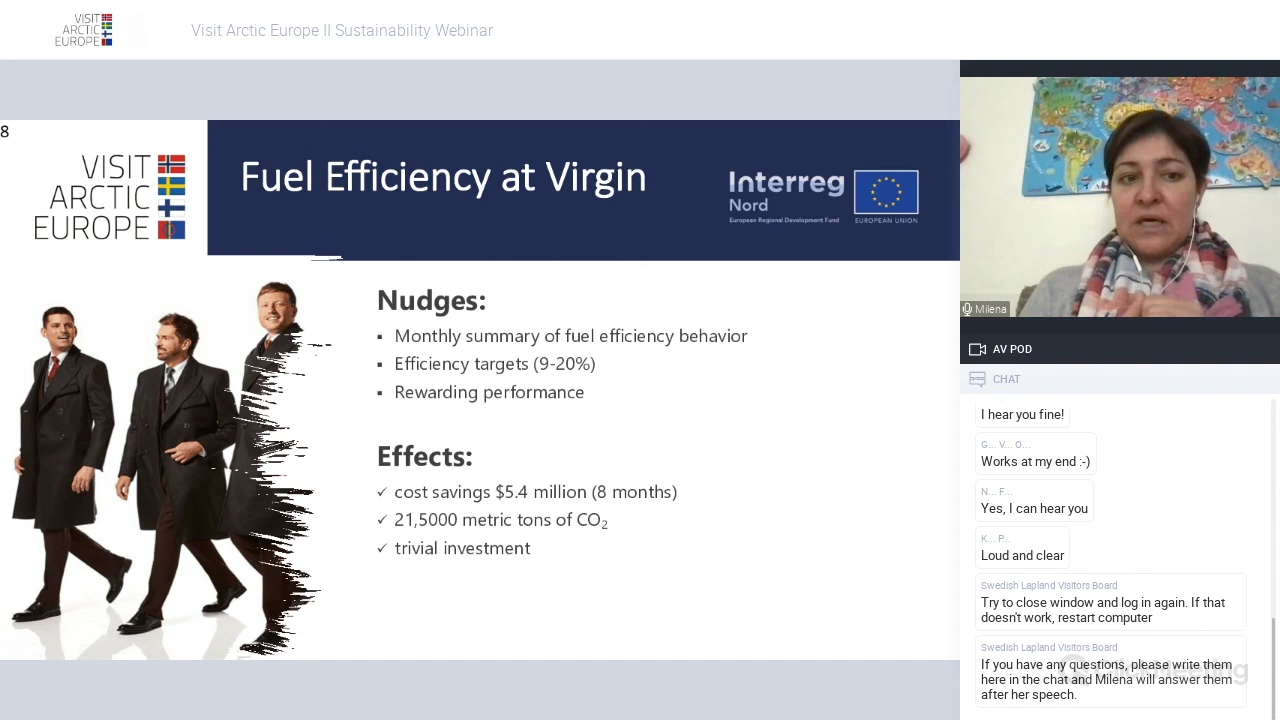 VISIT
ARCTIC
EUROPE
Visit Arctic Europe II Sustainability Webinar
8
VISIT
ARCTIC
EUROPE
Fuel Efficiency at Virgin
Interreg
Nord
European Regional Development Fund
EUROPEAN UNION
Nudges:
▪ Monthly summary of fuel efficiency behavior
▪ Efficiency targets (9-20%)
▪ Rewarding performance
Effects:
✓ cost savings $5.4 million (8 months)
✓ 21,5000 metric tons of CO₂
✓ trivial investment
Milena
AV POD
CHAT
I hear you fine!
G... V... O...
Works at my end :-)
N... F...
Yes, I can hear you
K... P...
Loud and clear
Swedish Lapland Visitors Board
Try to close window and log in again. If that
doesn't work, restart computer
Swedish Lapland Visitors Board
If you have any questions, please write them
here in the chat and Milena will answer them
after her speech.